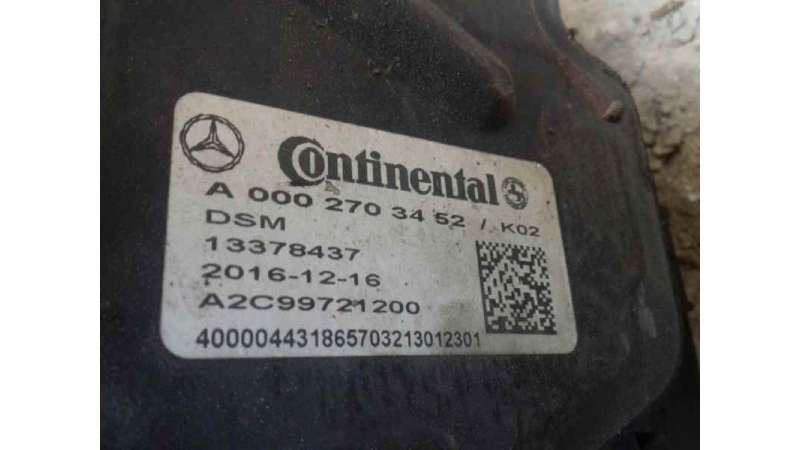 Continental
A 000 270 34 52 / K02
DSM
13378437
2016-12-16
A2C99721200
40000443186570321301230​1